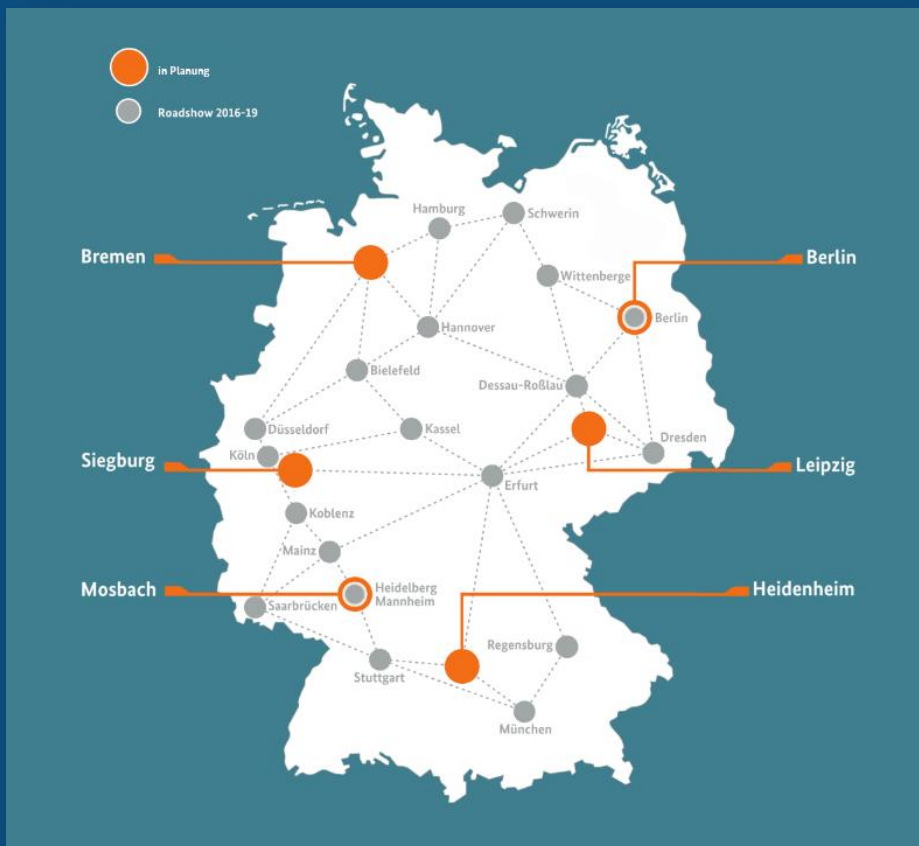 in Planung
Roadshow 2016-19
Hamburg
Schwerin
Bremen
Berlin
Wittenberge
Berlin
Hannover
Bielefeld
Dessau-Roßlau
Düsseldorf
Kassel
Dresden
Köln
Siegburg
Leipzig
Erfurt
Koblenz
Mainz
Mosbach
Heidelberg
Mannheim
Heidenheim
Saarbrücken
Regensburg
Stuttgart
München